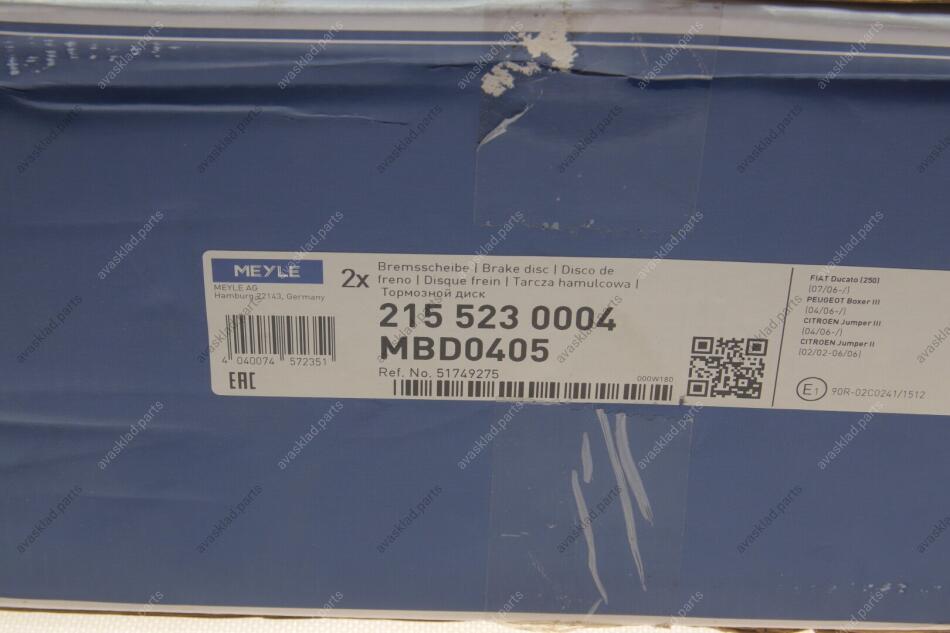 MEYLE
MEYLE AG
Hamburg 22143, Germany
4 040074 572351
EAC
2x
Bremsscheibe | Brake disc | Disco de
freno | Disque frein | Tarcza hamulcowa |
Тормозной диск
215 523 0004
MBD0405
Ref. No. 51749275
000W18D
FIAT Ducato (250)
(07/06-/)
PEUGEOT Boxer III
(04/06-/)
CITROEN Jumper III
(04/06-/)
CITROEN Jumper II
(02/02-06/06)
E1 90R-02C0241/1512
avasklad.parts